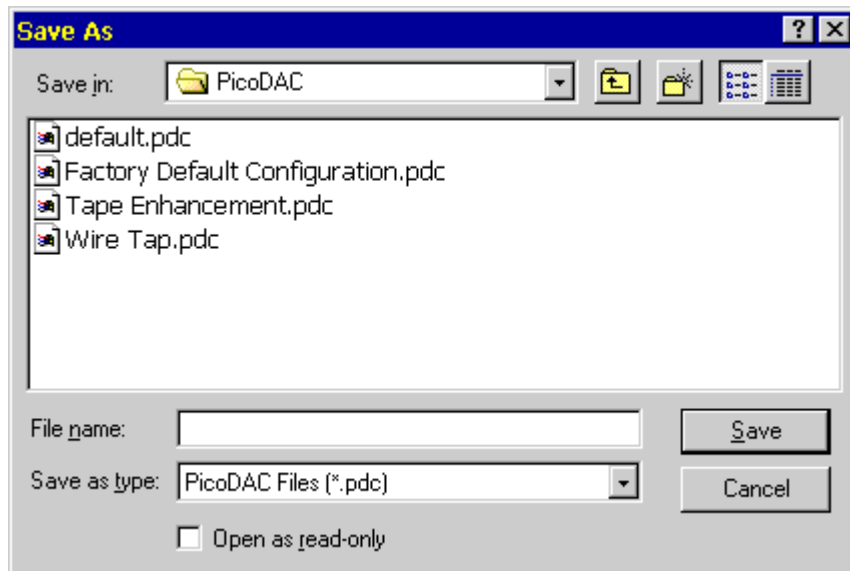 Save As
Save in: PicoDAC
default.pdc
Factory Default Configuration.pdc
Tape Enhancement.pdc
Wire Tap.pdc
File name: Save
Save as type: PicoDAC Files (*.pdc) Cancel
Open as read-only